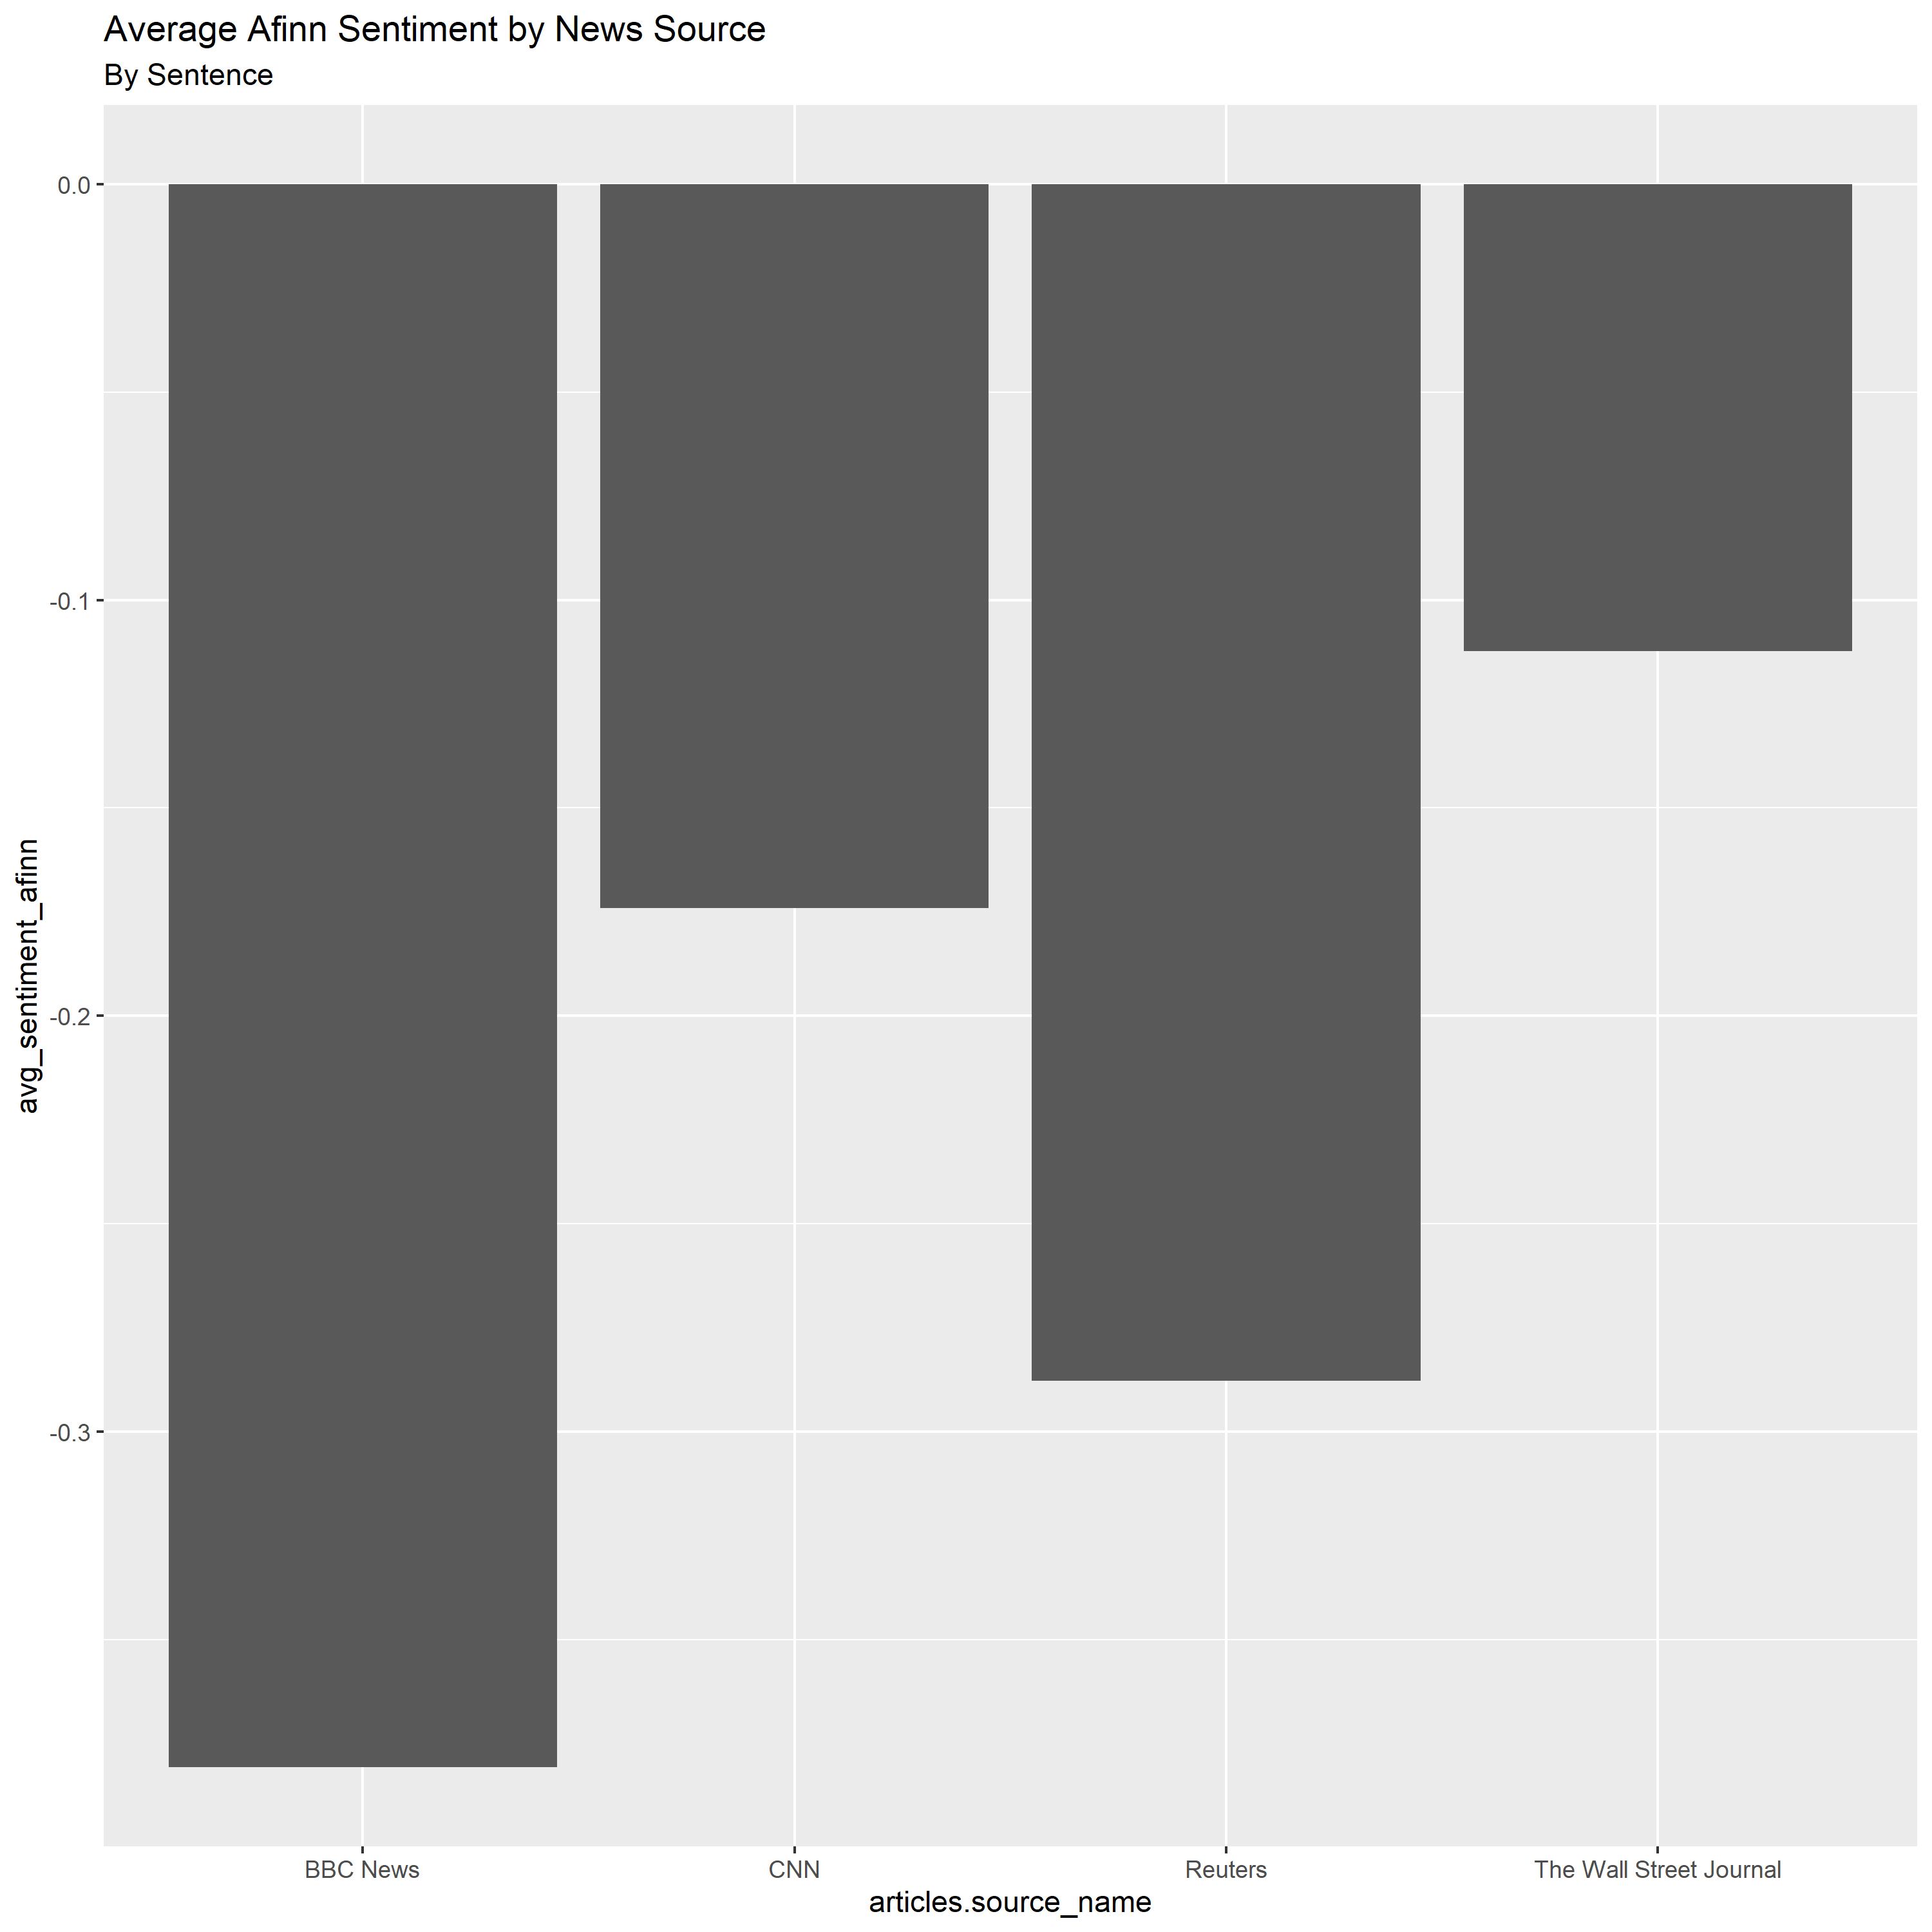 Average Afinn Sentiment by News Source
By Sentence
avg_sentiment_afinn
0.0
-0.1
-0.2
-0.3
BBC News
CNN
Reuters
The Wall Street Journal
articles.source_name